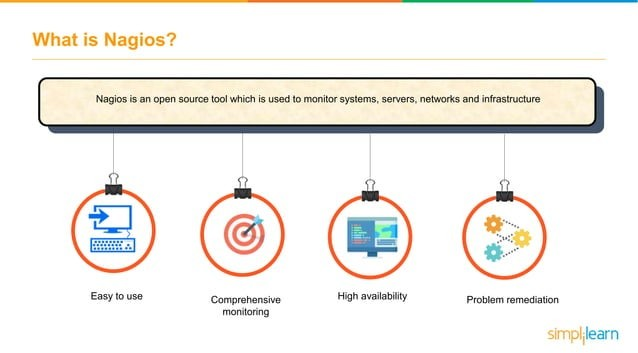 What is Nagios?
Nagios is an open source tool which is used to monitor systems, servers, networks and infrastructure
Easy to use
Comprehensive
monitoring
High availability
Problem remediation
simplilearn